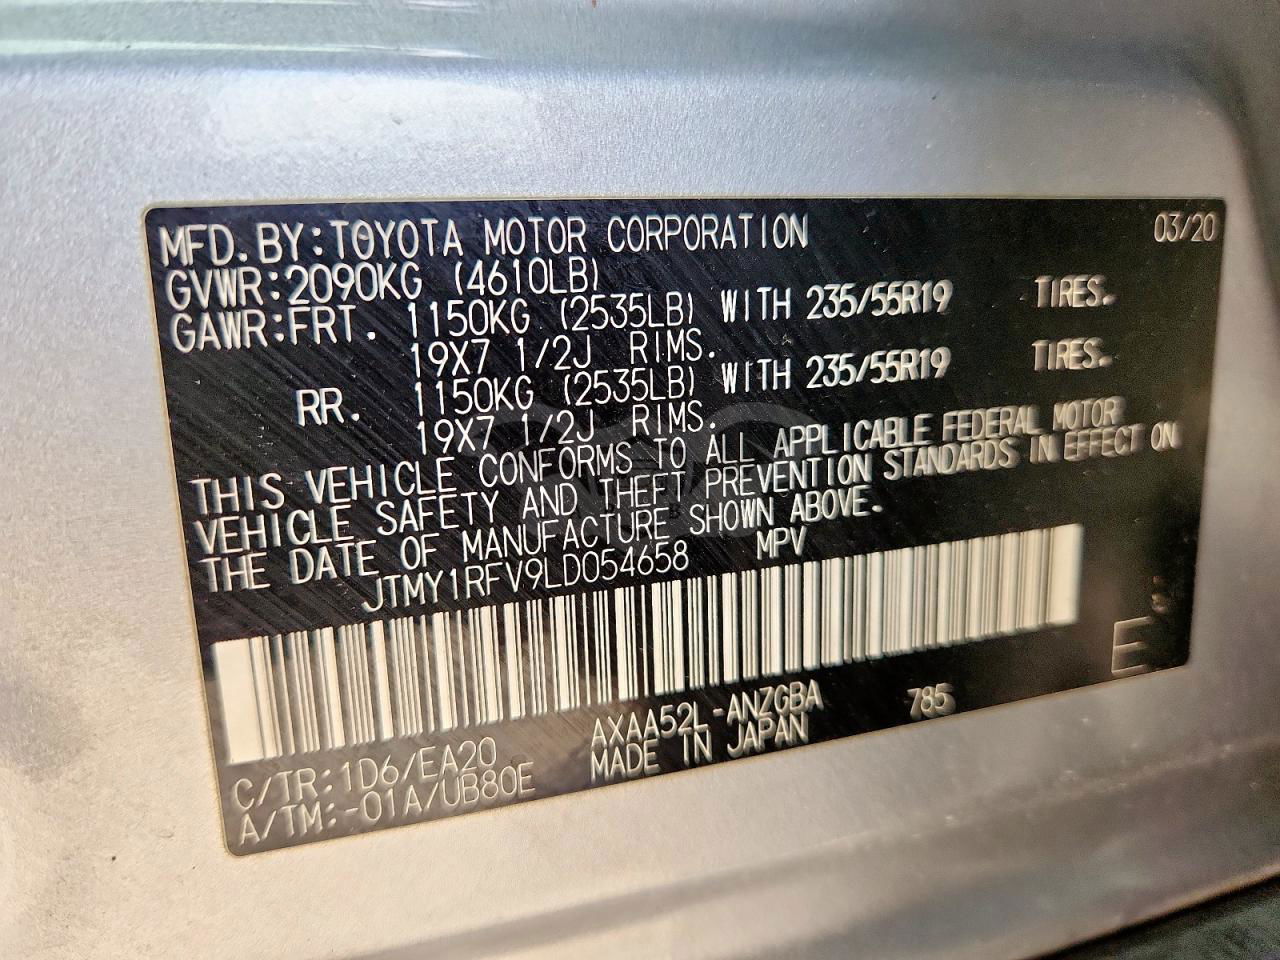 MFD.BY:TOYOTA MOTOR CORPORATION 03/20
GVWR:2090KG (4610LB)
GAWR:FRT. 1150KG (2535LB) WITH 235/55R19 TIRES.
19X7 1/2J RIMS.
RR. 1150KG (2535LB) WITH 235/55R19 TIRES.
19X7 1/2J RIMS.
THIS VEHICLE CONFORMS TO ALL APPLICABLE FEDERAL MOTOR
VEHICLE SAFETY AND THEFT PREVENTION STANDARDS IN EFFECT ON
THE DATE OF MANUFACTURE SHOWN ABOVE.
JTMY1RFV9LD054658 MPV
E
AXAA52L-ANZGBA 785
C/TR:1D6/EA20 MADE IN JAPAN
A/TM:-01A/UB80E